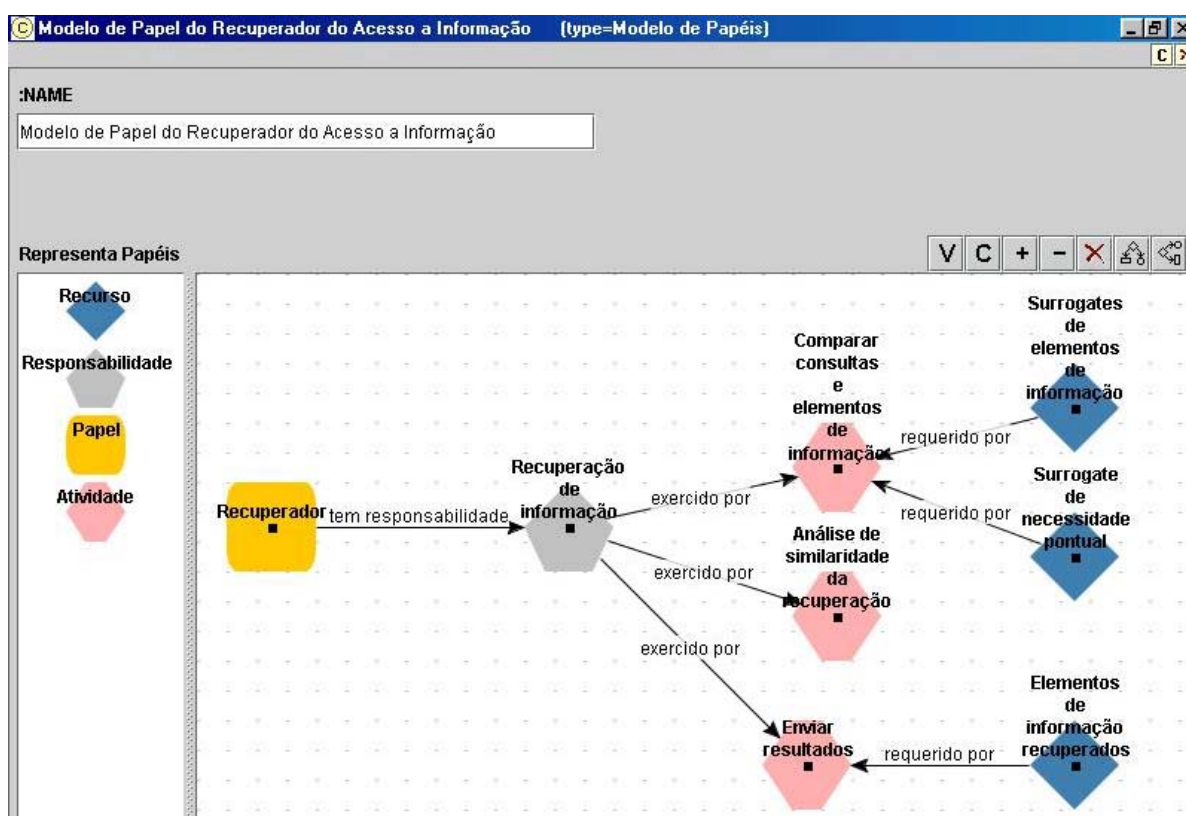 C Modelo de Papel do Recuperador do Acesso a Informação (type=Modelo de Papéis)
C
:NAME
Modelo de Papel do Recuperador do Acesso a Informação
Representa Papéis
V C + −
Recurso
Responsabilidade
Papel
Atividade
Recuperador
tem responsabilidade
Recuperação
de
informação
exercido por
exercido por
exercido por
Comparar
consultas
e
elementos
de
informação
Análise de
similaridade
da
recuperação
Enviar
resultados
requerido por
requerido por
requerido por
Surrogates
de
elementos
de
informação
Surrogate
de
necessidade
pontual
Elementos
de
informação
recuperados